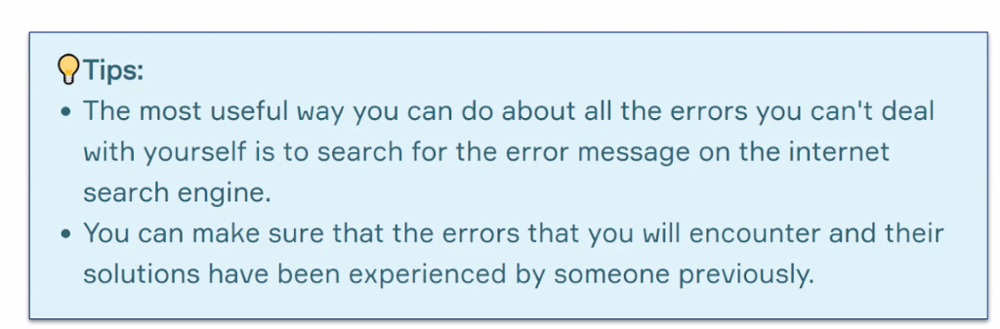 💡Tips:
• The most useful way you can do about all the errors you can't deal
with yourself is to search for the error message on the internet
search engine.
• You can make sure that the errors that you will encounter and their
solutions have been experienced by someone previously.